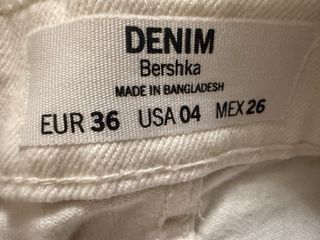 DENIM
Bershka
MADE IN BANGLADESH
EUR 36 USA 04 MEX 26